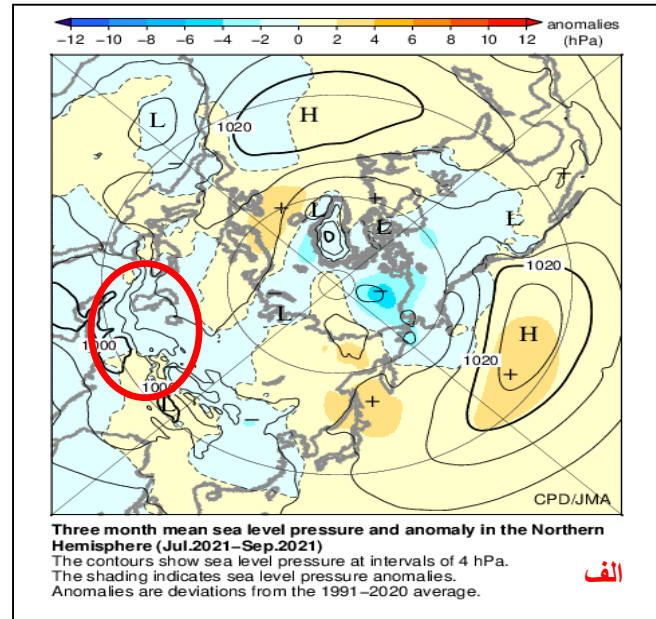 anomalies
−12 −10 −8 −6 −4 −2 0 2 4 6 8 10 12 (hPa)
L
1020
H
L
L
L
1020
1000
L
H
1020
CPD/JMA
Three month mean sea level pressure and anomaly in the Northern
Hemisphere (Jul.2021−Sep.2021)
The contours show sea level pressure at intervals of 4 hPa.
The shading indicates sea level pressure anomalies.
Anomalies are deviations from the 1991−2020 average.
الف